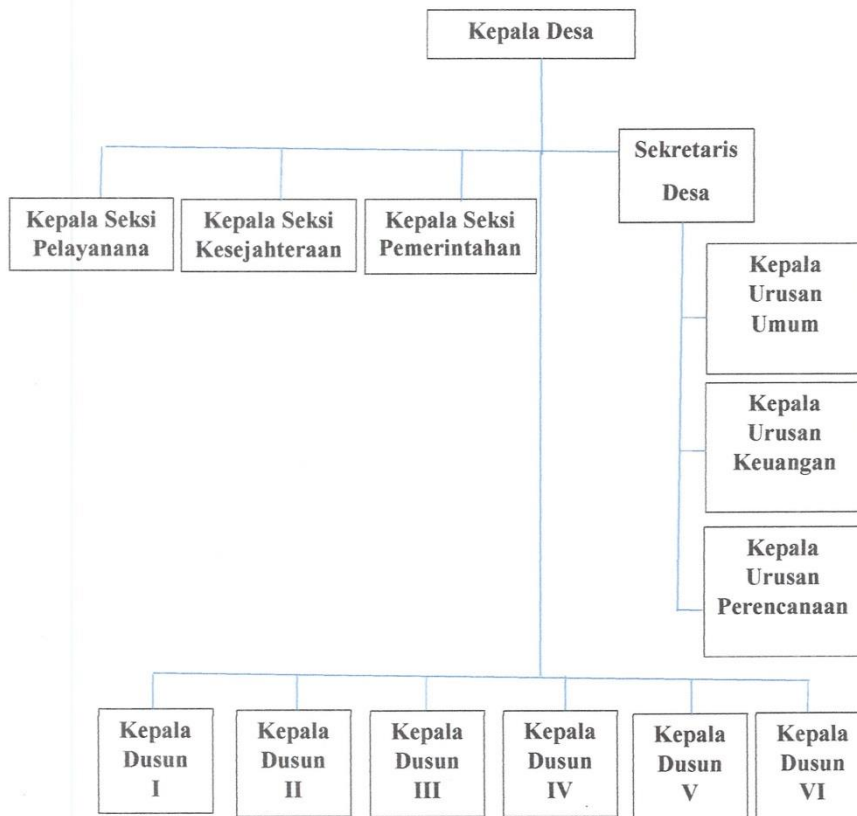 Kepala Desa
Sekretaris
Desa
Kepala Seksi
Pelayanana
Kepala Seksi
Kesejahteraan
Kepala Seksi
Pemerintahan
Kepala
Urusan
Umum
Kepala
Urusan
Keuangan
Kepala
Urusan
Perencanaan
Kepala
Dusun
I
Kepala
Dusun
II
Kepala
Dusun
III
Kepala
Dusun
IV
Kepala
Dusun
V
Kepala
Dusun
VI